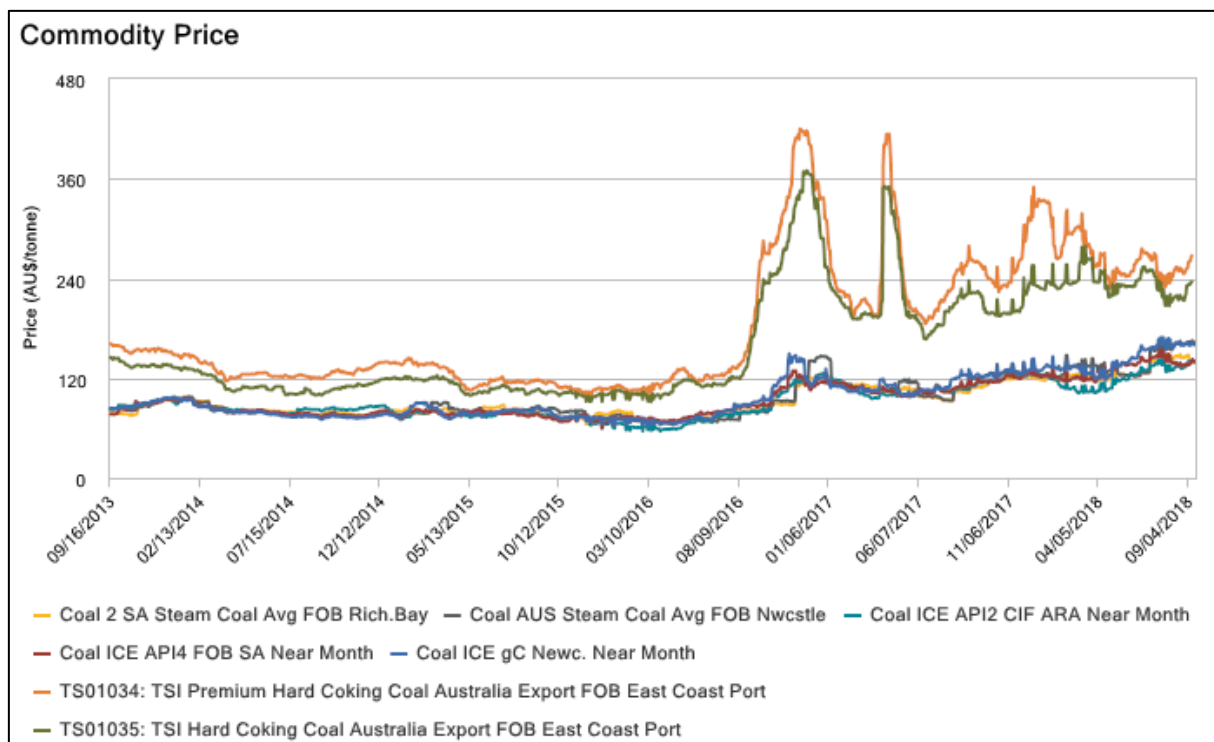 Commodity Price
480
360
240
120
0
Price (AU$/tonne)
09/16/2013
02/13/2014
07/15/2014
12/12/2014
05/13/2015
10/12/2015
03/10/2016
08/09/2016
01/06/2017
06/07/2017
11/06/2017
04/05/2018
09/04/2018
Coal 2 SA Steam Coal Avg FOB Rich.Bay
Coal AUS Steam Coal Avg FOB Nwcstle
Coal ICE API2 CIF ARA Near Month
Coal ICE API4 FOB SA Near Month
Coal ICE gC Newc. Near Month
TS01034: TSI Premium Hard Coking Coal Australia Export FOB East Coast Port
TS01035: TSI Hard Coking Coal Australia Export FOB East Coast Port